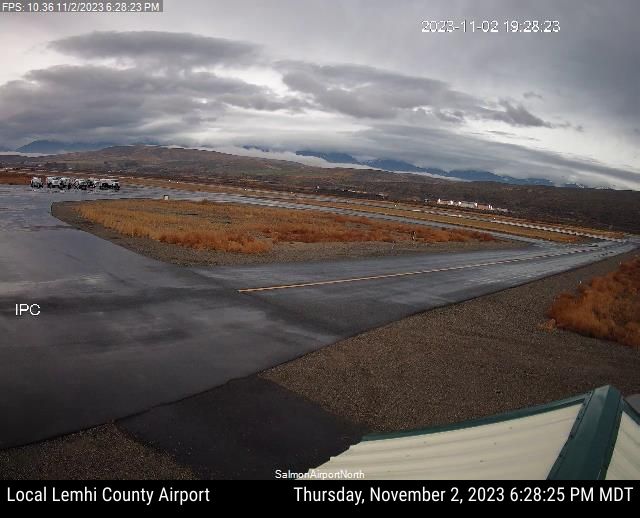 FPS: 10.36 11/2/2023 6:28:23 PM
2023-11-02 19:28:23
IPC
SalmonAirportNorth
Local Lemhi County Airport
Thursday, November 2, 2023 6:28:25 PM MDT